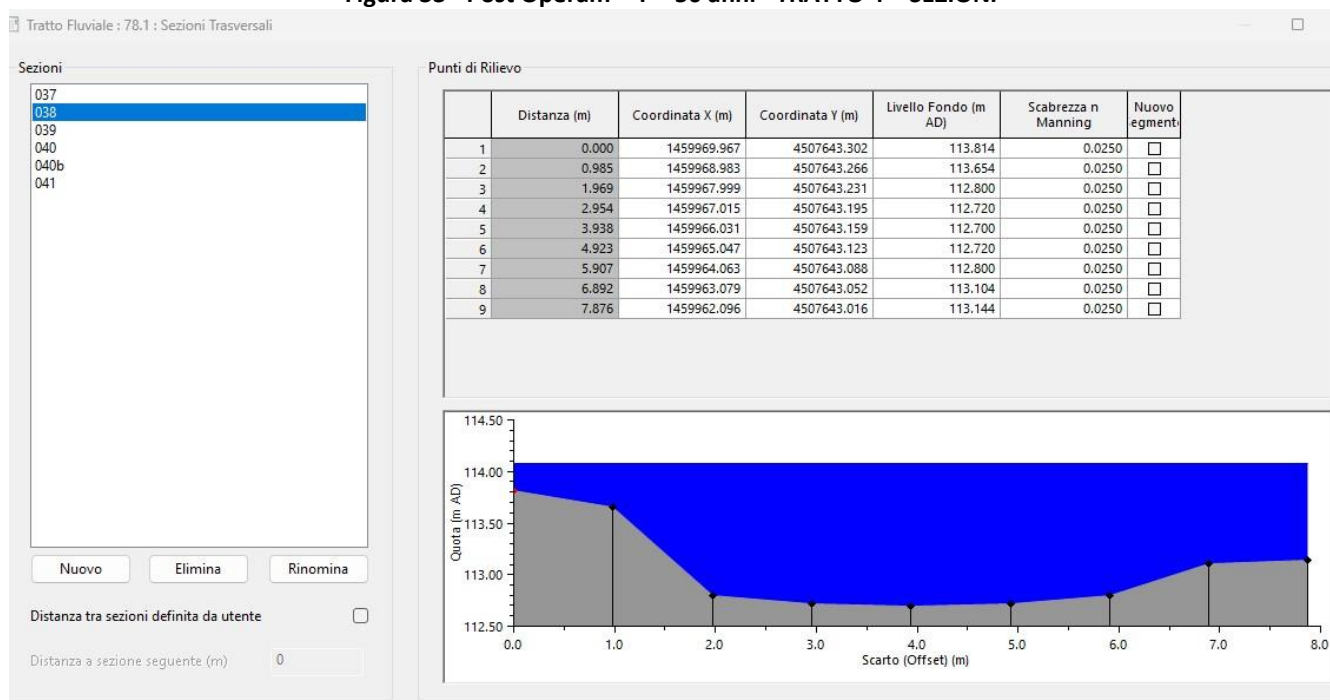 Tratto Fluviale : 78.1 : Sezioni Trasversali
Sezioni
037
038
039
040
040b
041
Nuovo Elimina Rinomina
Distanza tra sezioni definita da utente
Distanza a sezione seguente (m) 0
Punti di Rilievo
Distanza (m) Coordinata X (m) Coordinata Y (m) Livello Fondo (m AD) Scabrezza n Manning Nuovo
1 0.000 1459969.967 4507643.302 113.814 0.0250
2 0.985 1459968.983 4507643.266 113.654 0.0250
3 1.969 1459967.999 4507643.231 112.800 0.0250
4 2.954 1459967.015 4507643.195 112.720 0.0250
5 3.938 1459966.031 4507643.159 112.700 0.0250
6 4.923 1459965.047 4507643.123 112.720 0.0250
7 5.907 1459964.063 4507643.088 112.800 0.0250
8 6.892 1459963.079 4507643.052 113.104 0.0250
9 7.876 1459962.096 4507643.016 113.144 0.0250
Quota (m AD)
114.50
114.00
113.50
113.00
112.50
0.0 1.0 2.0 3.0 4.0 5.0 6.0 7.0 8.0
Scarto (Offset) (m)